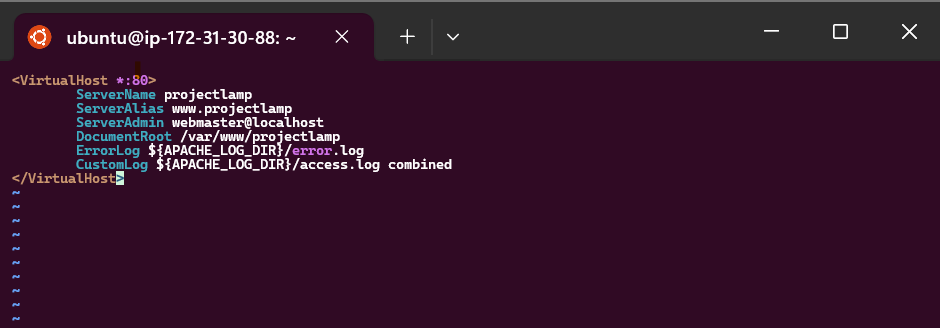 ubuntu@ip-172-31-30-88: ~
<VirtualHost *:80>
        ServerName projectlamp
        ServerAlias www.projectlamp
        ServerAdmin webmaster@localhost
        DocumentRoot /var/www/projectlamp
        ErrorLog ${APACHE_LOG_DIR}/error.log
        CustomLog ${APACHE_LOG_DIR}/access.log combined
</VirtualHost>
~
~
~
~
~
~
~
~
~
~